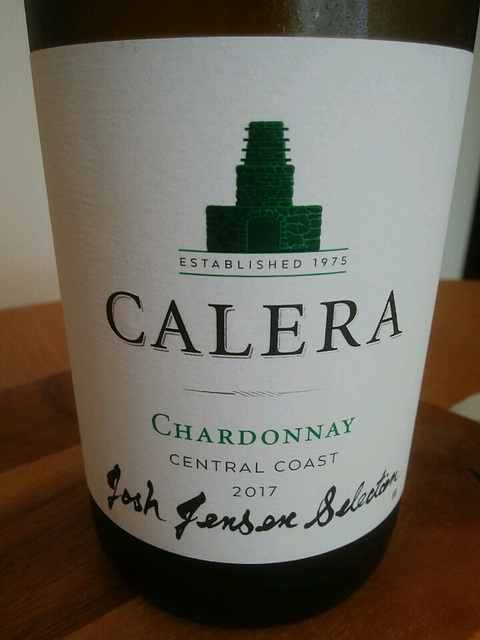 ESTABLISHED 1975
CALERA
CHARDONNAY
CENTRAL COAST
2017
Josh Jensen Selection